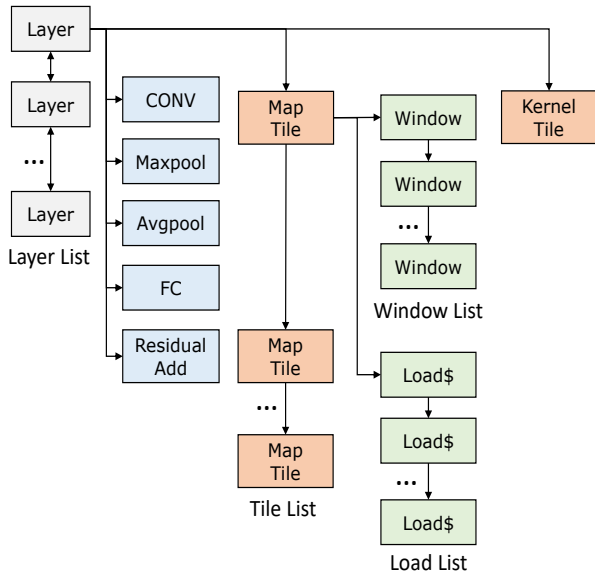 Layer
Layer
...
Layer
Layer List
CONV
Maxpool
Avgpool
FC
Residual
Add
Map
Tile
Map
Tile
...
Map
Tile
Tile List
Window
Window
...
Window
Window List
Load$
Load$
...
Load$
Load List
Kernel
Tile